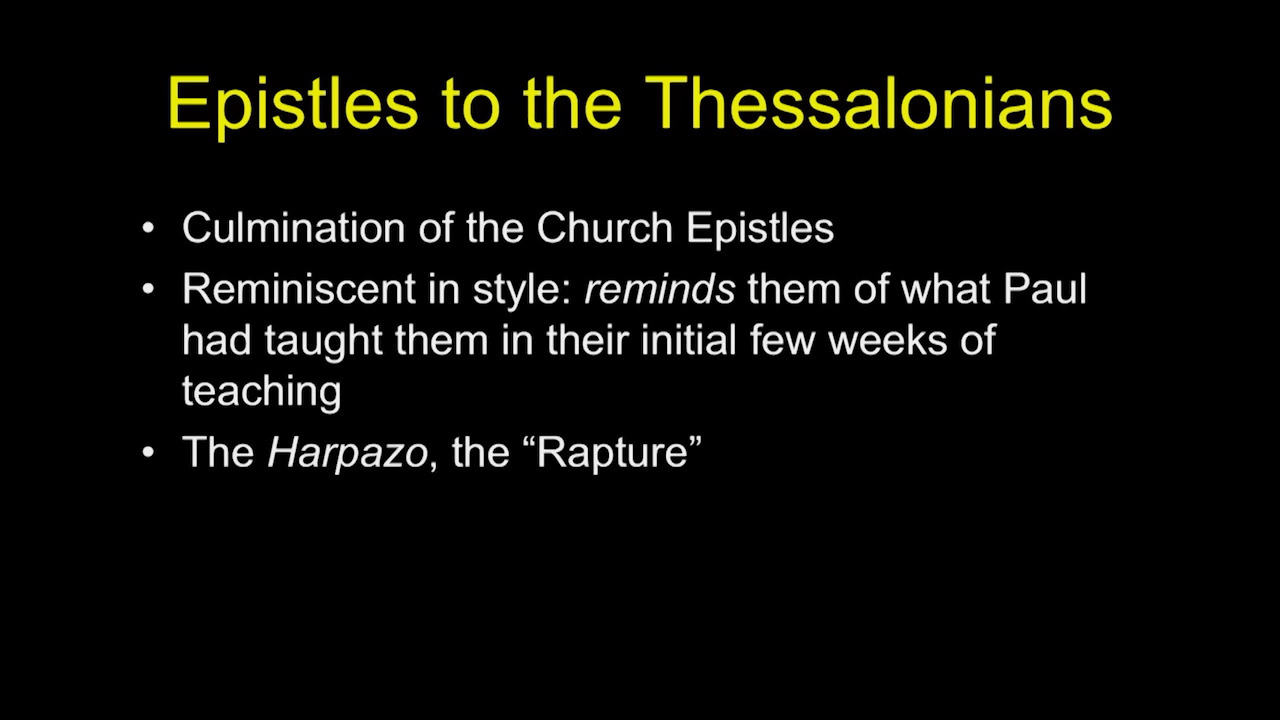 Epistles to the Thessalonians
• Culmination of the Church Epistles
• Reminiscent in style: reminds them of what Paul
had taught them in their initial few weeks of
teaching
• The Harpazo, the “Rapture”